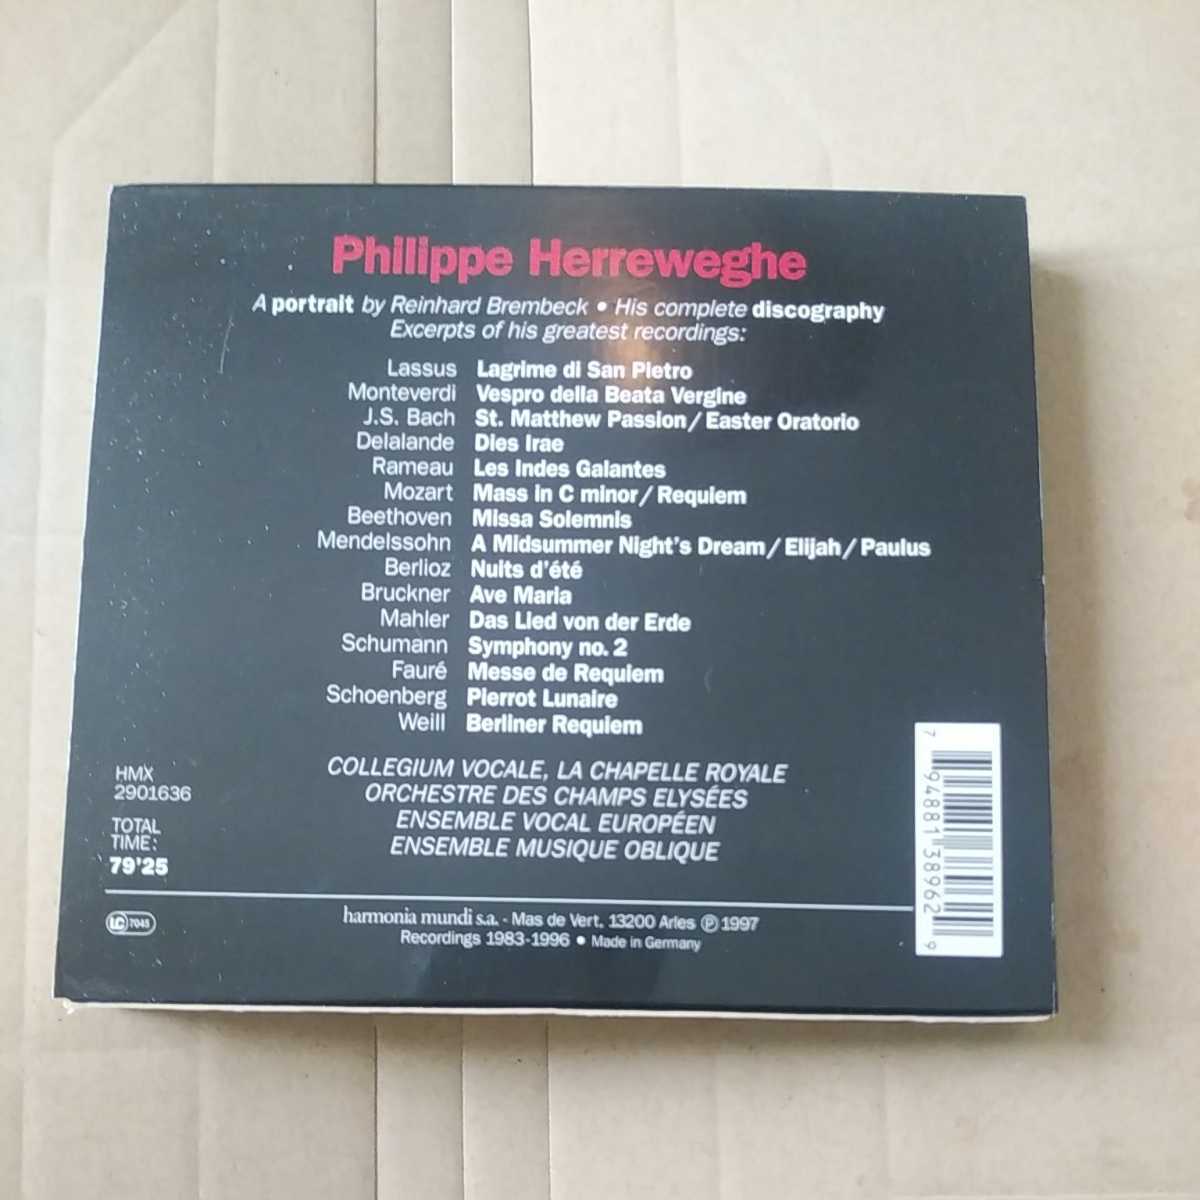 Philippe Herreweghe
A portrait by Reinhard Brembeck • His complete discography
Excerpts of his greatest recordings:
Lassus Lagrime di San Pietro
Monteverdi Vespro della Beata Vergine
J.S. Bach St. Matthew Passion / Easter Oratorio
Delalande Dies Irae
Rameau Les Indes Galantes
Mozart Mass in C minor / Requiem
Beethoven Missa Solemnis
Mendelssohn A Midsummer Night's Dream / Elijah / Paulus
Berlioz Nuits d'été
Bruckner Ave Maria
Mahler Das Lied von der Erde
Schumann Symphony no. 2
Fauré Messe de Requiem
Schoenberg Pierrot Lunaire
Weill Berliner Requiem
COLLEGIUM VOCALE, LA CHAPELLE ROYALE
ORCHESTRE DES CHAMPS ELYSÉES
ENSEMBLE VOCAL EUROPÉEN
ENSEMBLE MUSIQUE OBLIQUE
HMX
2901636
TOTAL
TIME:
79'25
LC 7045
harmonia mundi s.a. - Mas de Vert, 13200 Arles ℗ 1997
Recordings 1983-1996 • Made in Germany
7 94881 38962 9